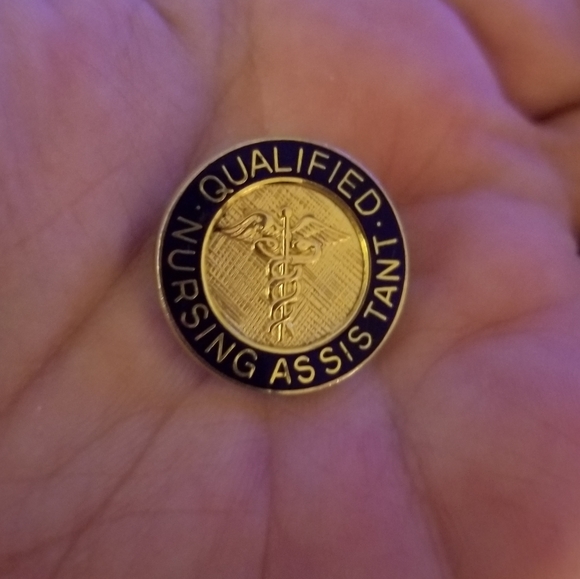 · QUALIFIED ·
NURSING ASSISTANT